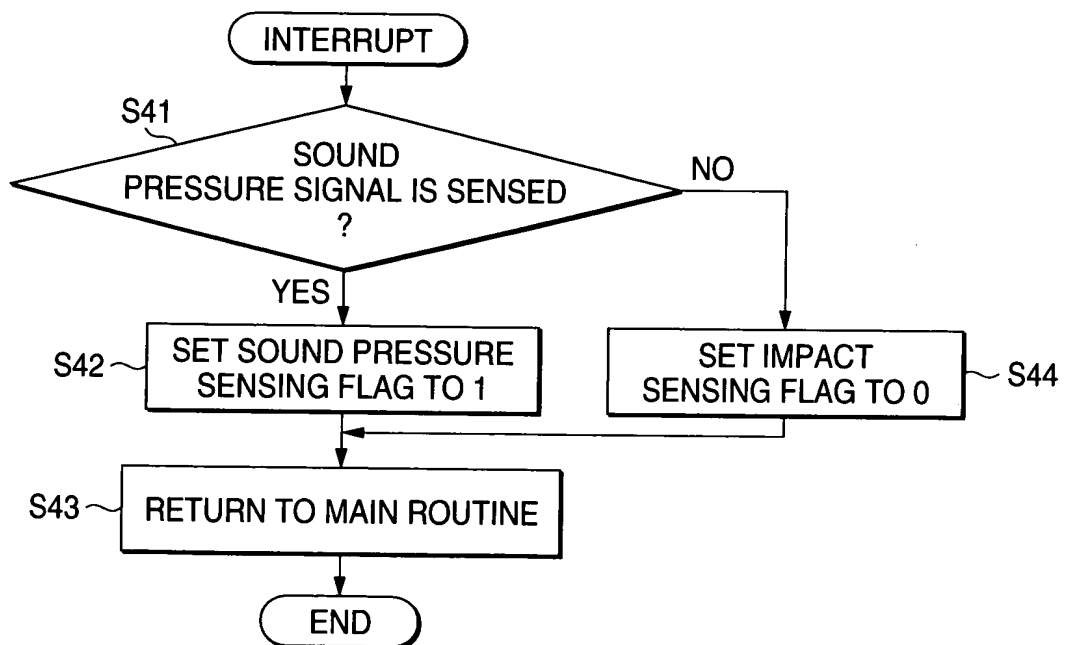 INTERRUPT
S41
SOUND
PRESSURE SIGNAL IS SENSED
?
NO
YES
S42
SET SOUND PRESSURE
SENSING FLAG TO 1
SET IMPACT
SENSING FLAG TO 0
S44
S43
RETURN TO MAIN ROUTINE
END